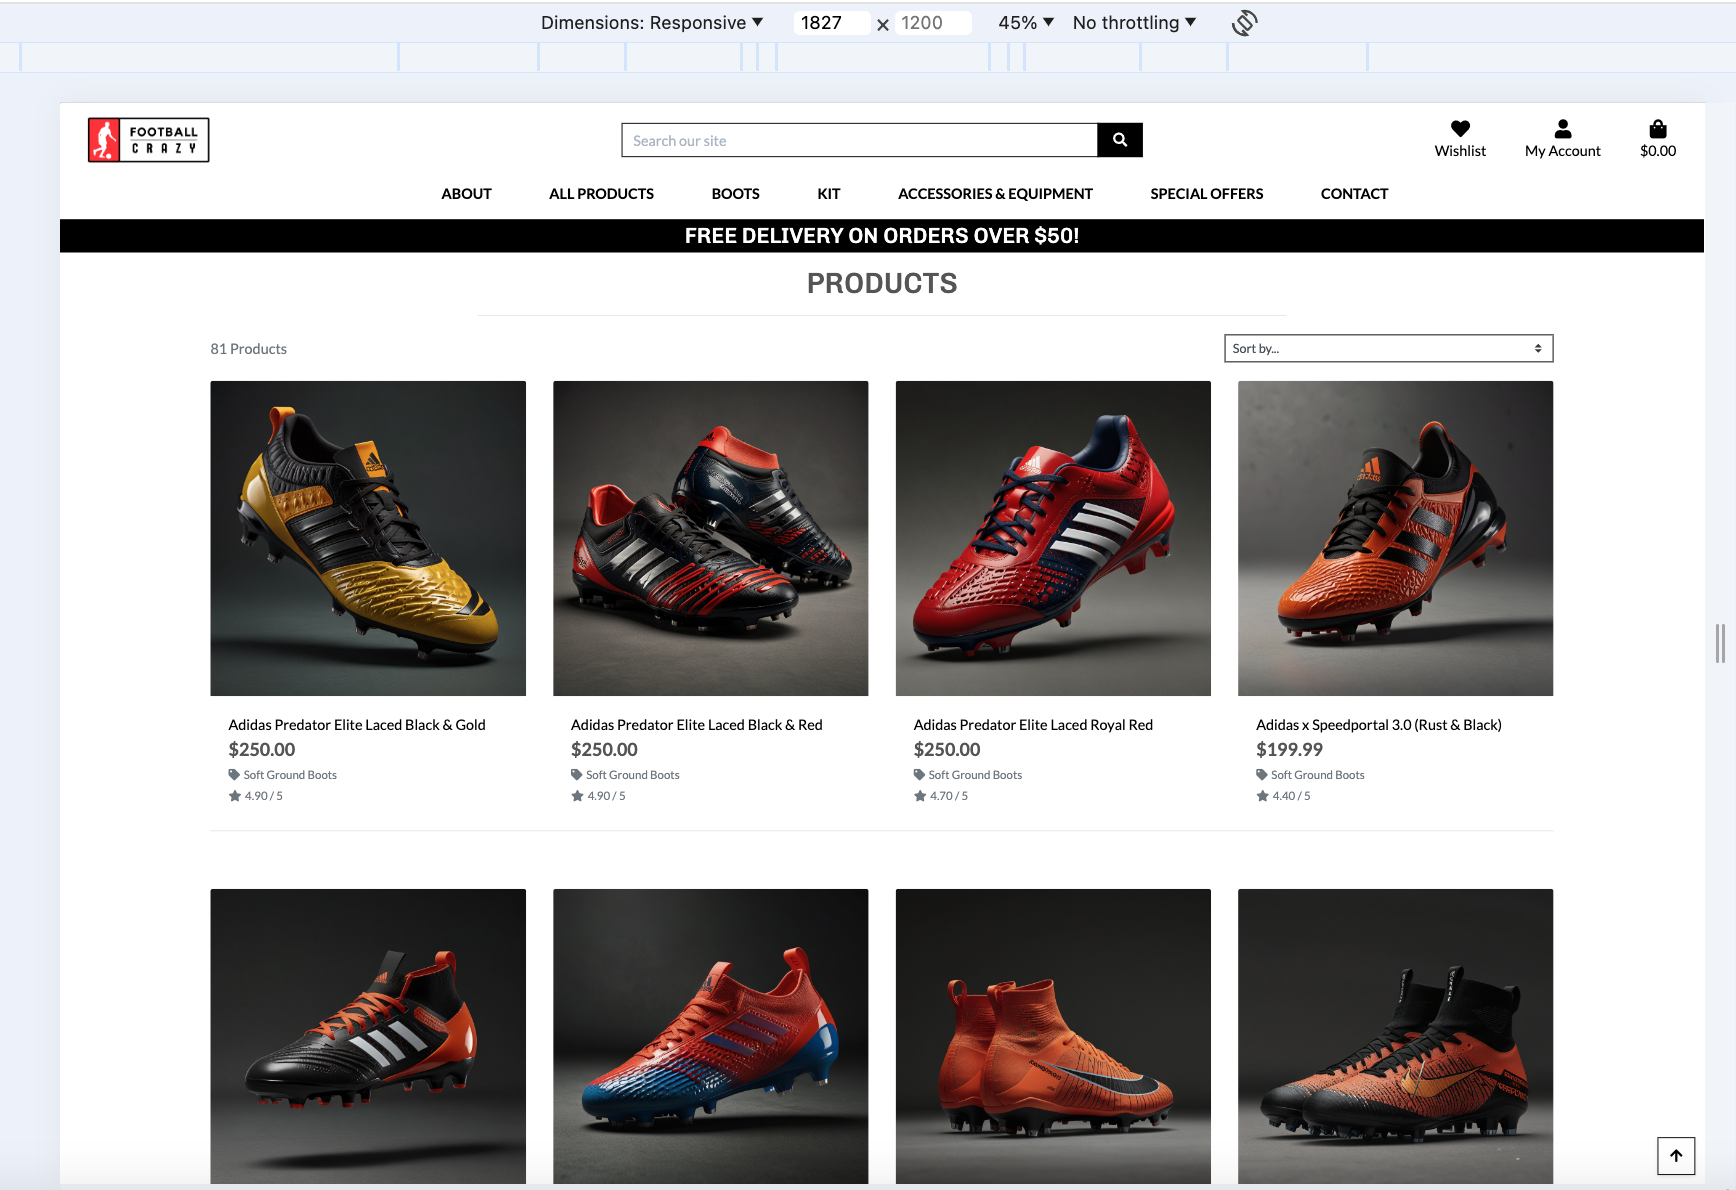 Dimensions: Responsive ▼ 1827 × 1200 45% ▼ No throttling ▼
FOOTBALL
CRAZY
Search our site
Wishlist
My Account
$0.00
ABOUT ALL PRODUCTS BOOTS KIT ACCESSORIES & EQUIPMENT SPECIAL OFFERS CONTACT
FREE DELIVERY ON ORDERS OVER $50!
PRODUCTS
81 Products
Sort by...
Adidas Predator Elite Laced Black & Gold
$250.00
Soft Ground Boots
4.90 / 5
Adidas Predator Elite Laced Black & Red
$250.00
Soft Ground Boots
4.90 / 5
Adidas Predator Elite Laced Royal Red
$250.00
Soft Ground Boots
4.70 / 5
Adidas x Speedportal 3.0 (Rust & Black)
$199.99
Soft Ground Boots
4.40 / 5